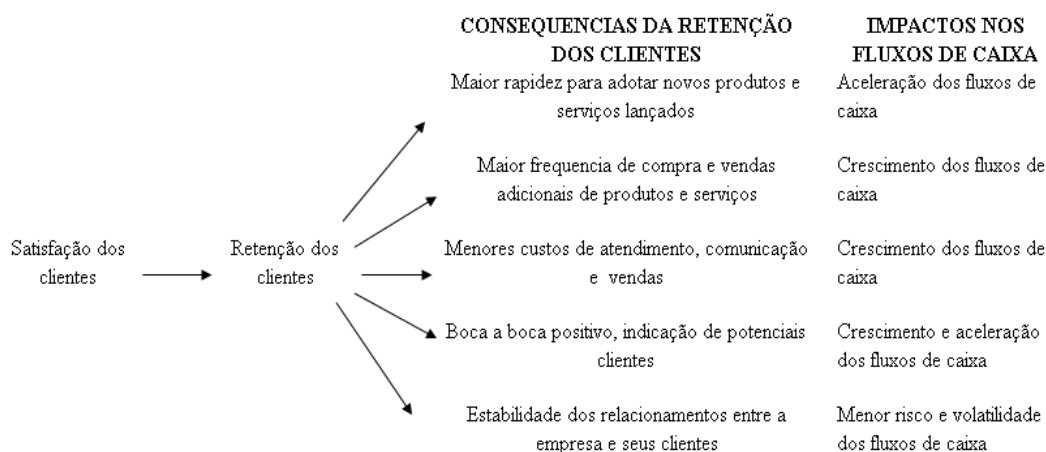 CONSEQUENCIAS DA RETENÇÃO
DOS CLIENTES
IMPACTOS NOS
FLUXOS DE CAIXA
Maior rapidez para adotar novos produtos e
serviços lançados
Aceleração dos fluxos de
caixa
Maior frequencia de compra e vendas
adicionais de produtos e serviços
Crescimento dos fluxos de
caixa
Satisfação dos
clientes
Retenção dos
clientes
Menores custos de atendimento, comunicação
e vendas
Crescimento dos fluxos de
caixa
Boca a boca positivo, indicação de potenciais
clientes
Crescimento e aceleração
dos fluxos de caixa
Estabilidade dos relacionamentos entre a
empresa e seus clientes
Menor risco e volatilidade
dos fluxos de caixa